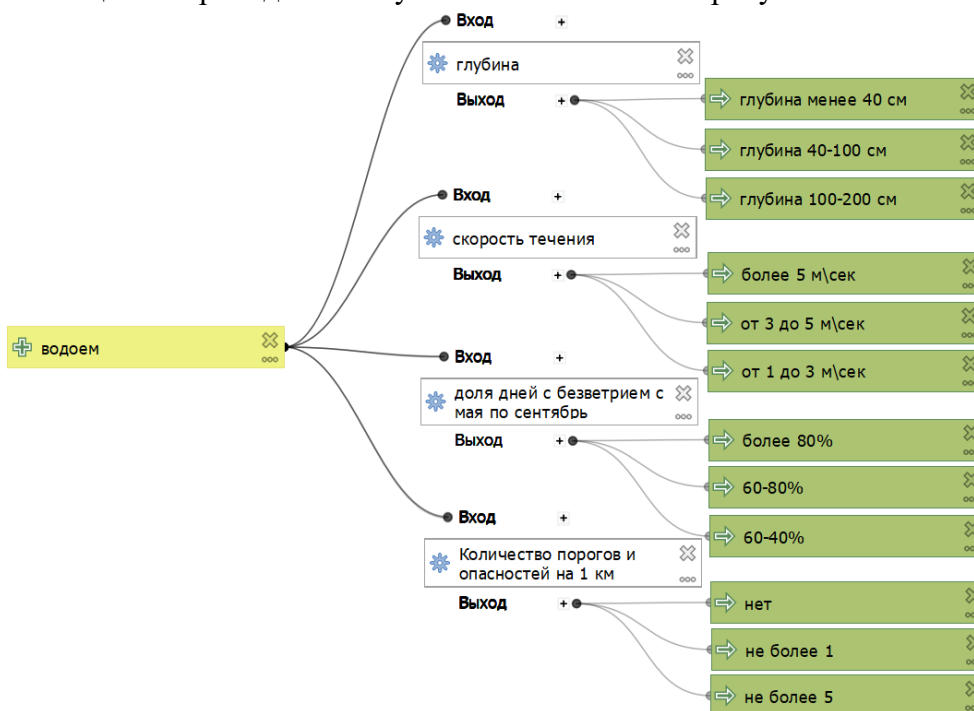 Вход
глубина
Выход
глубина менее 40 см
глубина 40-100 см
глубина 100-200 см
Вход
скорость течения
Выход
более 5 м\сек
от 3 до 5 м\сек
от 1 до 3 м\сек
водоем
Вход
доля дней с безветрием с
мая по сентябрь
Выход
более 80%
60-80%
60-40%
Вход
Количество порогов и
опасностей на 1 км
Выход
нет
не более 1
не более 5